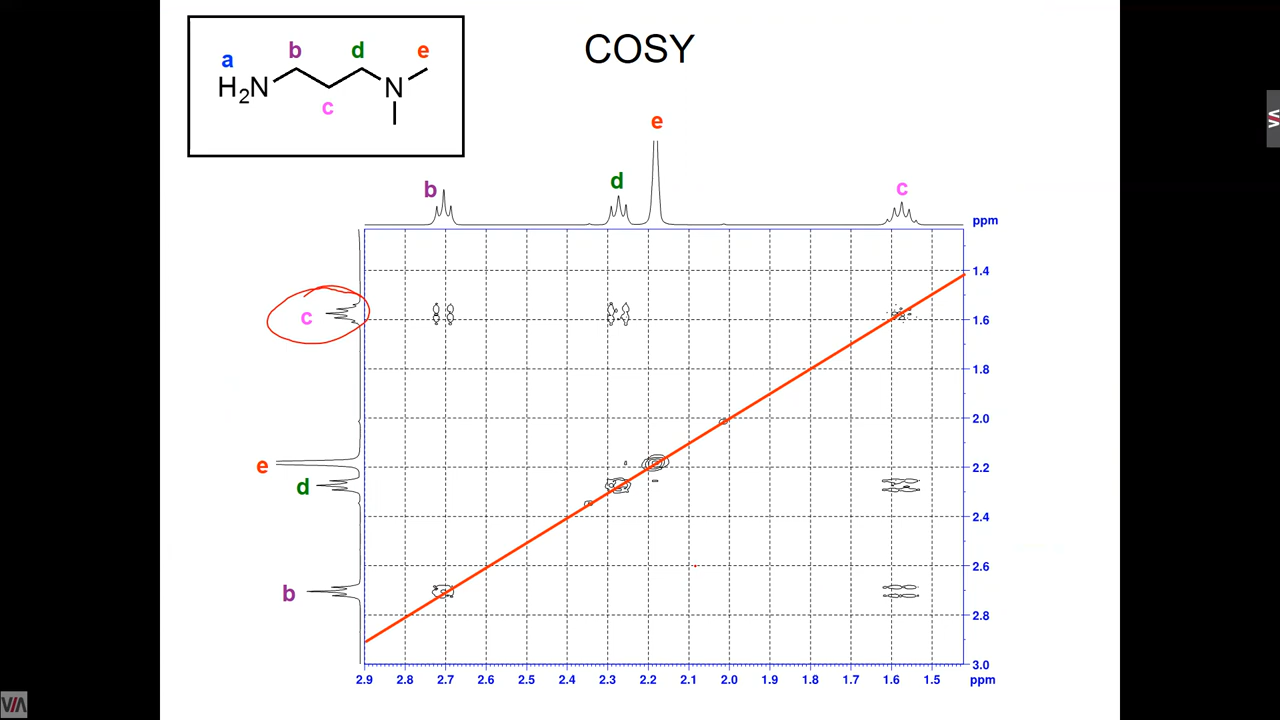 COSY
b d e
a
H2N N
c
e
b d c
ppm
c
e
d
b
1.4
1.6
1.8
2.0
2.2
2.4
2.6
2.8
3.0
2.9 2.8 2.7 2.6 2.5 2.4 2.3 2.2 2.1 2.0 1.9 1.8 1.7 1.6 1.5 ppm
VIA